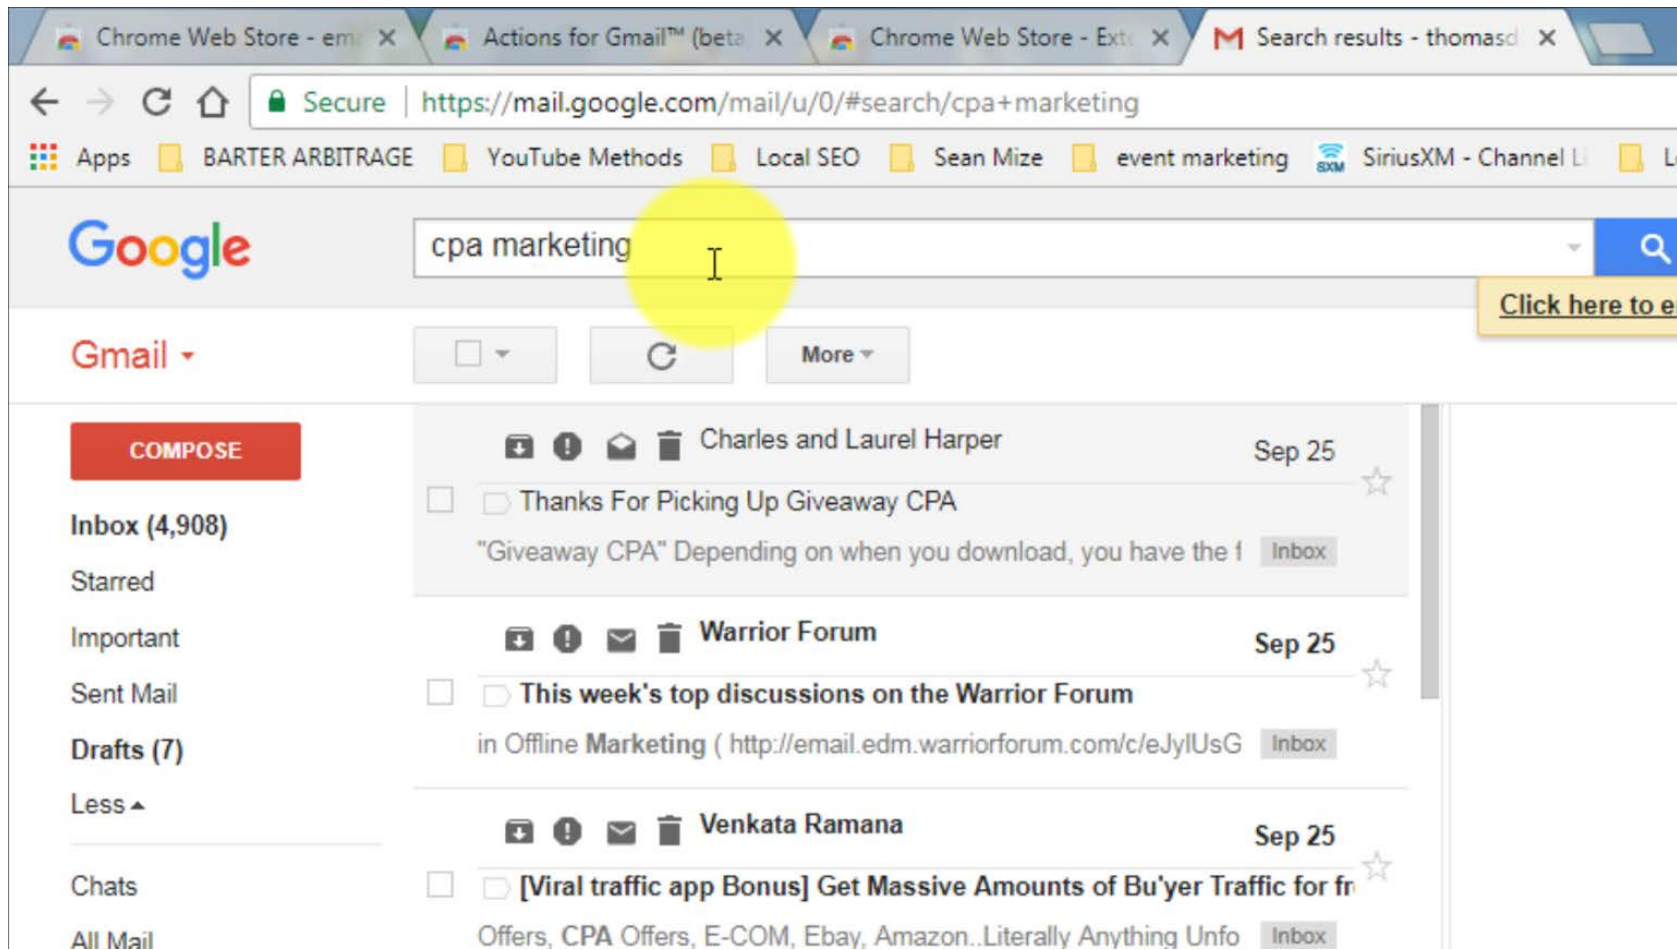 Chrome Web Store - em
Actions for Gmail™ (beta
Chrome Web Store - Ext
Search results - thomasd
Secure
https://mail.google.com/mail/u/0/#search/cpa+marketing
Apps
BARTER ARBITRAGE
YouTube Methods
Local SEO
Sean Mize
event marketing
SXM
SiriusXM - Channel Li
L
Google
cpa marketing
Click here to e
Gmail
More
COMPOSE
Inbox (4,908)
Starred
Important
Sent Mail
Drafts (7)
Less
Chats
All Mail
Charles and Laurel Harper
Sep 25
Thanks For Picking Up Giveaway CPA
"Giveaway CPA" Depending on when you download, you have the f
Inbox
Warrior Forum
Sep 25
This week's top discussions on the Warrior Forum
in Offline Marketing ( http://email.edm.warriorforum.com/c/eJylUsG
Inbox
Venkata Ramana
Sep 25
[Viral traffic app Bonus] Get Massive Amounts of Bu'yer Traffic for fr
Offers, CPA Offers, E-COM, Ebay, Amazon..Literally Anything Unfo
Inbox